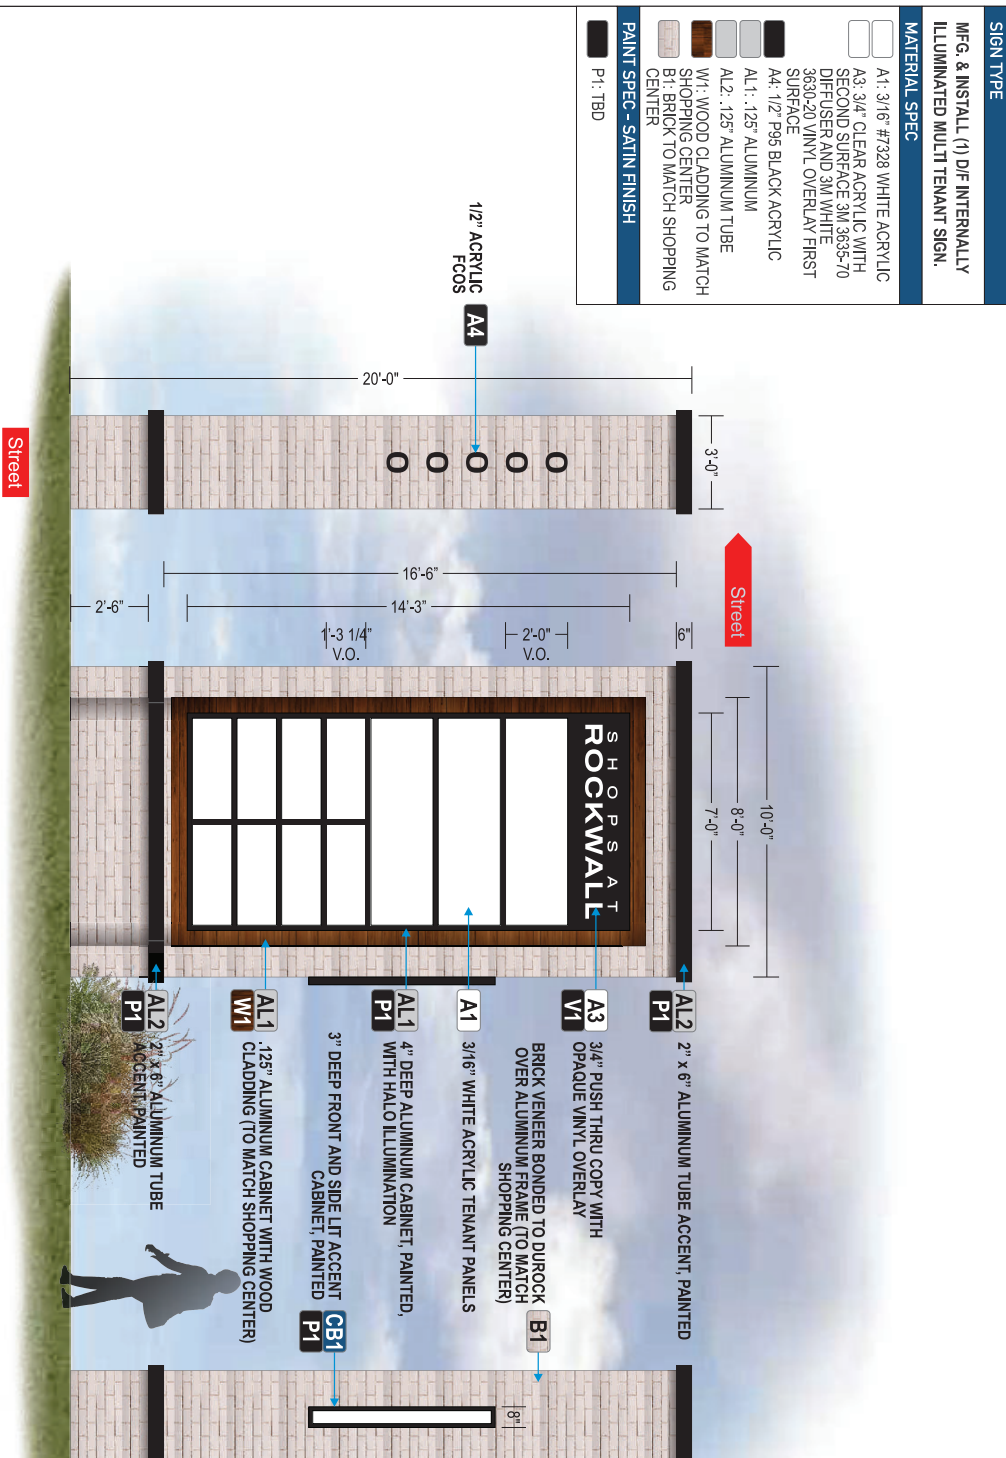 SIGN TYPE
MFG. & INSTALL (1) D/F INTERNALLY
ILLUMINATED MULTI TENANT SIGN.
MATERIAL SPEC
A1: 3/16" #7328 WHITE ACRYLIC
A3: 3/4" CLEAR ACRYLIC WITH
SECOND SURFACE 3M 3635-70
DIFFUSER AND 3M WHITE
3630-20 VINYL OVERLAY FIRST
SURFACE
A4: 1/2" P95 BLACK ACRYLIC
AL1: .125" ALUMINUM
AL2: .125" ALUMINUM TUBE
W1: WOOD CLADDING TO MATCH
SHOPPING CENTER
B1: BRICK TO MATCH SHOPPING
CENTER
PAINT SPEC - SATIN FINISH
P1: TBD
Street
3'-0"
20'-0"
O
O
O
O
O
A4
1/2" ACRYLIC
FCOS
Street
10'-0"
8'-0"
7'-0"
6"
16'-6"
14'-3"
2'-0"
V.O.
1'-3 1/4"
V.O.
2'-6"
SHOPS AT
ROCKWALL
AL2
P1
2" x 6" ALUMINUM TUBE ACCENT, PAINTED
A3
V1
3/4" PUSH THRU COPY WITH
OPAQUE VINYL OVERLAY
BRICK VENEER BONDED TO DUROCK
OVER ALUMINUM FRAME (TO MATCH
SHOPPING CENTER)
B1
A1
3/16" WHITE ACRYLIC TENANT PANELS
AL1
P1
4" DEEP ALUMINUM CABINET, PAINTED,
WITH HALO ILLUMINATION
3" DEEP FRONT AND SIDE LIT ACCENT
CABINET, PAINTED
CB1
P1
8"
AL1
W1
.125" ALUMINUM CABINET WITH WOOD
CLADDING (TO MATCH SHOPPING CENTER)
AL2
P1
2" x 6" ALUMINUM TUBE
ACCENT, PAINTED
Street